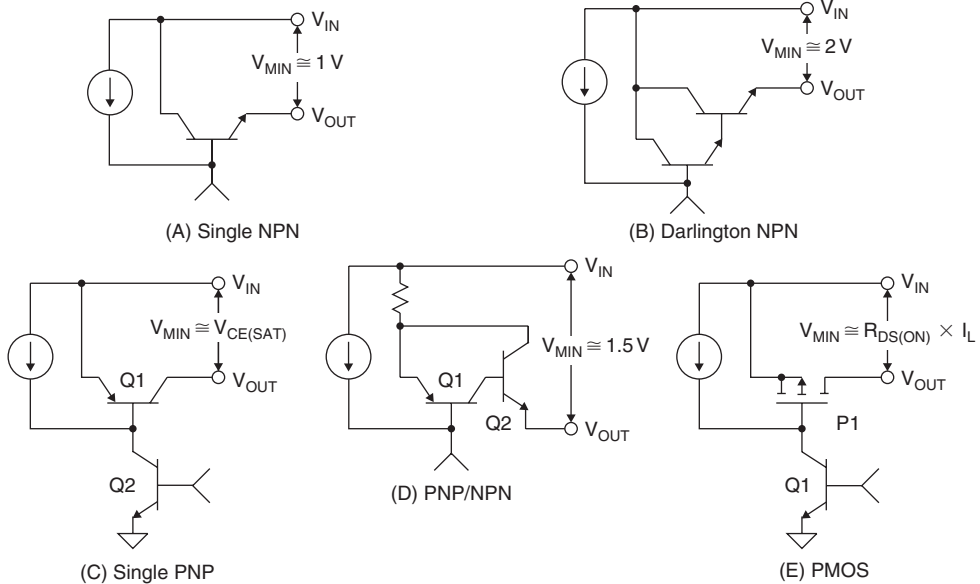 V_IN
V_MIN ≅ 1 V
V_OUT
(A) Single NPN
V_IN
V_MIN ≅ 2 V
V_OUT
(B) Darlington NPN
V_IN
V_MIN ≅ V_CE(SAT)
Q1
V_OUT
Q2
(C) Single PNP
V_IN
V_MIN ≅ 1.5 V
Q1
Q2
V_OUT
(D) PNP/NPN
V_IN
V_MIN ≅ R_DS(ON) × I_L
V_OUT
P1
Q1
(E) PMOS